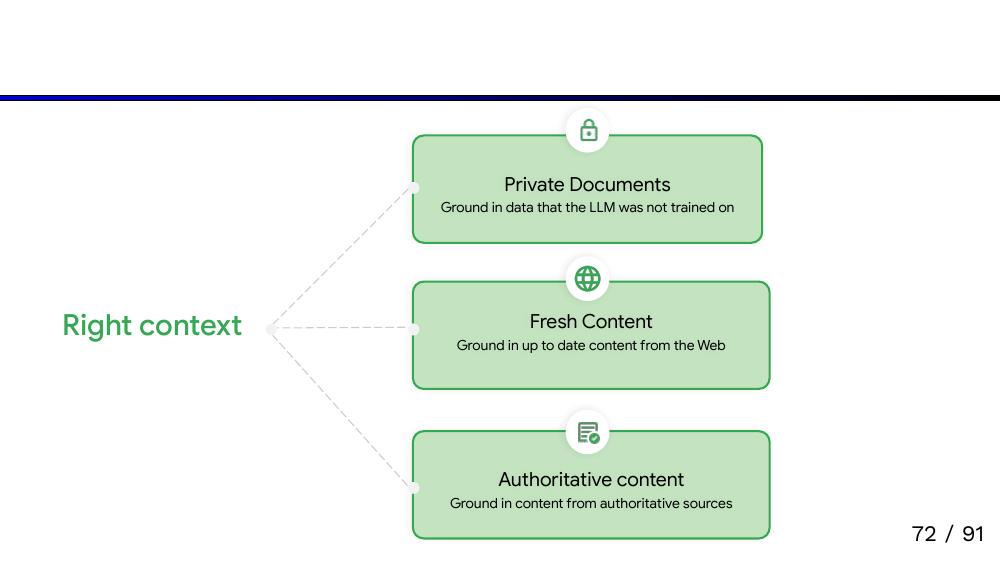 Private Documents
Ground in data that the LLM was not trained on
Right context
Fresh Content
Ground in up to date content from the Web
Authoritative content
Ground in content from authoritative sources
72 / 91